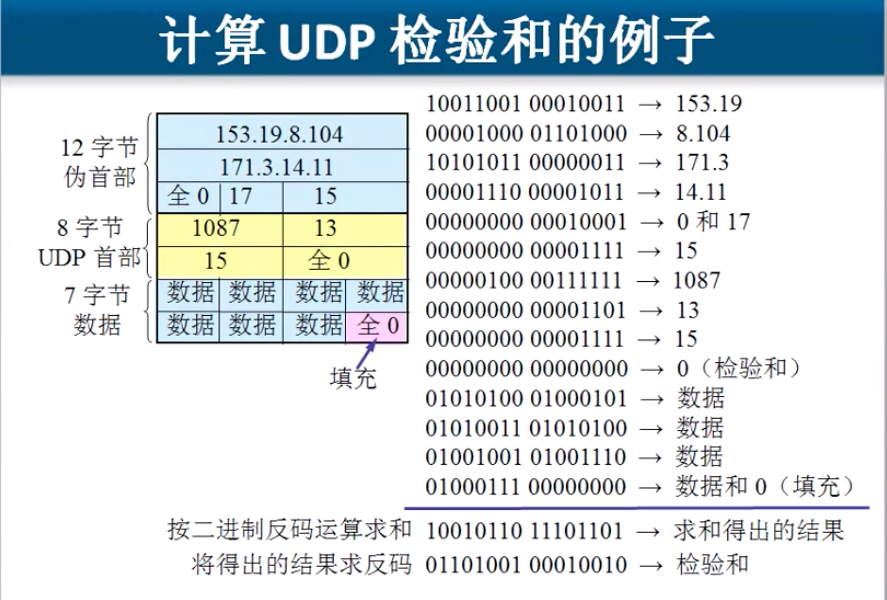 计算 UDP 检验和的例子
12 字节
伪首部
153.19.8.104
171.3.14.11
全 0 17 15
8 字节
UDP 首部
1087 13
15 全 0
7 字节
数据
数据 数据 数据 数据
数据 数据 数据 全 0
填充
10011001 00010011 → 153.19
00001000 01101000 → 8.104
10101011 00000011 → 171.3
00001110 00001011 → 14.11
00000000 00010001 → 0 和 17
00000000 00001111 → 15
00000100 00111111 → 1087
00000000 00001101 → 13
00000000 00001111 → 15
00000000 00000000 → 0（检验和）
01010100 01000101 → 数据
01010011 01010100 → 数据
01001001 01001110 → 数据
01000111 00000000 → 数据和 0（填充）
按二进制反码运算求和 10010110 11101101 → 求和得出的结果
将得出的结果求反码 01101001 00010010 → 检验和